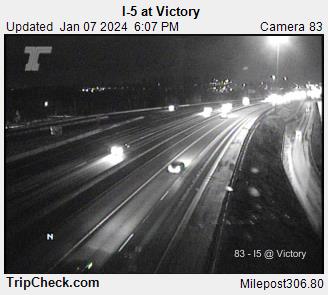 I-5 at Victory
Updated Jan 07 2024 6:07 PM Camera 83
T
N
83 - I5 @ Victory
TripCheck.com Milepost306.80